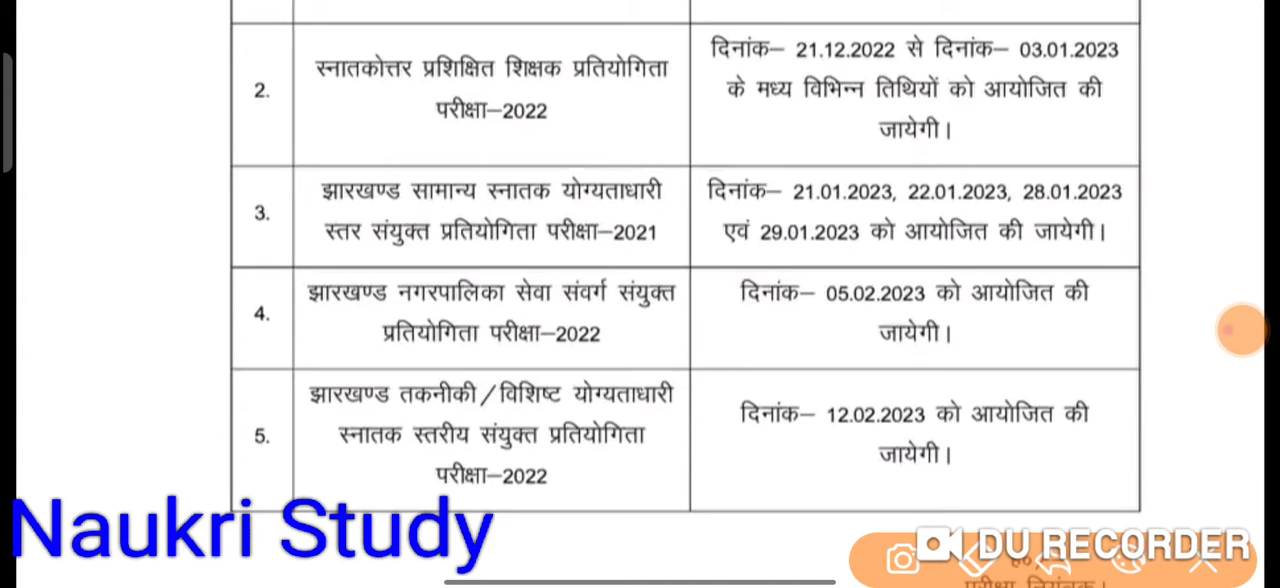 2.
स्नातकोत्तर प्रशिक्षित शिक्षक प्रतियोगिता
परीक्षा–2022
दिनांक– 21.12.2022 से दिनांक– 03.01.2023
के मध्य विभिन्न तिथियों को आयोजित की
जायेगी।
3.
झारखण्ड सामान्य स्नातक योग्यताधारी
स्तर संयुक्त प्रतियोगिता परीक्षा–2021
दिनांक– 21.01.2023, 22.01.2023, 28.01.2023
एवं 29.01.2023 को आयोजित की जायेगी।
4.
झारखण्ड नगरपालिका सेवा संवर्ग संयुक्त
प्रतियोगिता परीक्षा–2022
दिनांक– 05.02.2023 को आयोजित की
जायेगी।
5.
झारखण्ड तकनीकी/विशिष्ट योग्यताधारी
स्नातक स्तरीय संयुक्त प्रतियोगिता
परीक्षा–2022
दिनांक– 12.02.2023 को आयोजित की
जायेगी।
Naukri Study
DU RECORDER